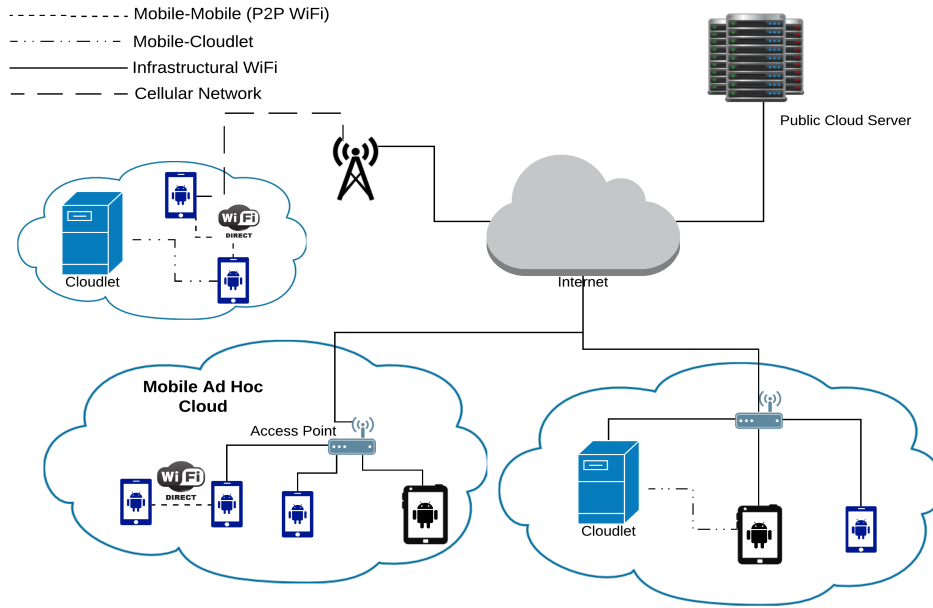 Mobile-Mobile (P2P WiFi)
Mobile-Cloudlet
Infrastructural WiFi
Cellular Network
Public Cloud Server
WiFi
DIRECT
Cloudlet
Internet
Mobile Ad Hoc
Cloud
Access Point
WiFi
DIRECT
Cloudlet